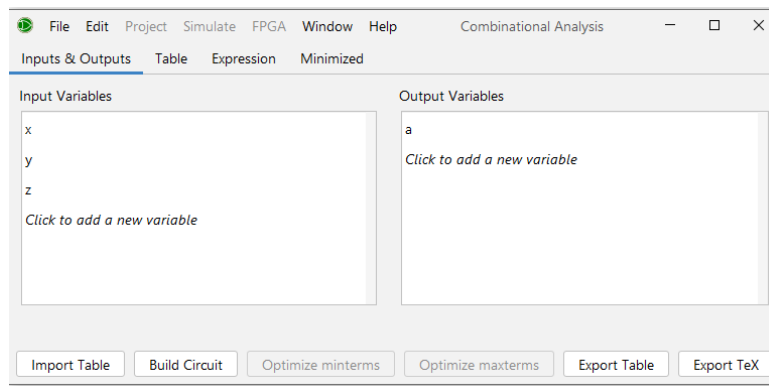 File Edit Project Simulate FPGA Window Help Combinational Analysis
Inputs & Outputs Table Expression Minimized
Input Variables Output Variables
x a
y Click to add a new variable
z
Click to add a new variable
Import Table Build Circuit Optimize minterms Optimize maxterms Export Table Export TeX